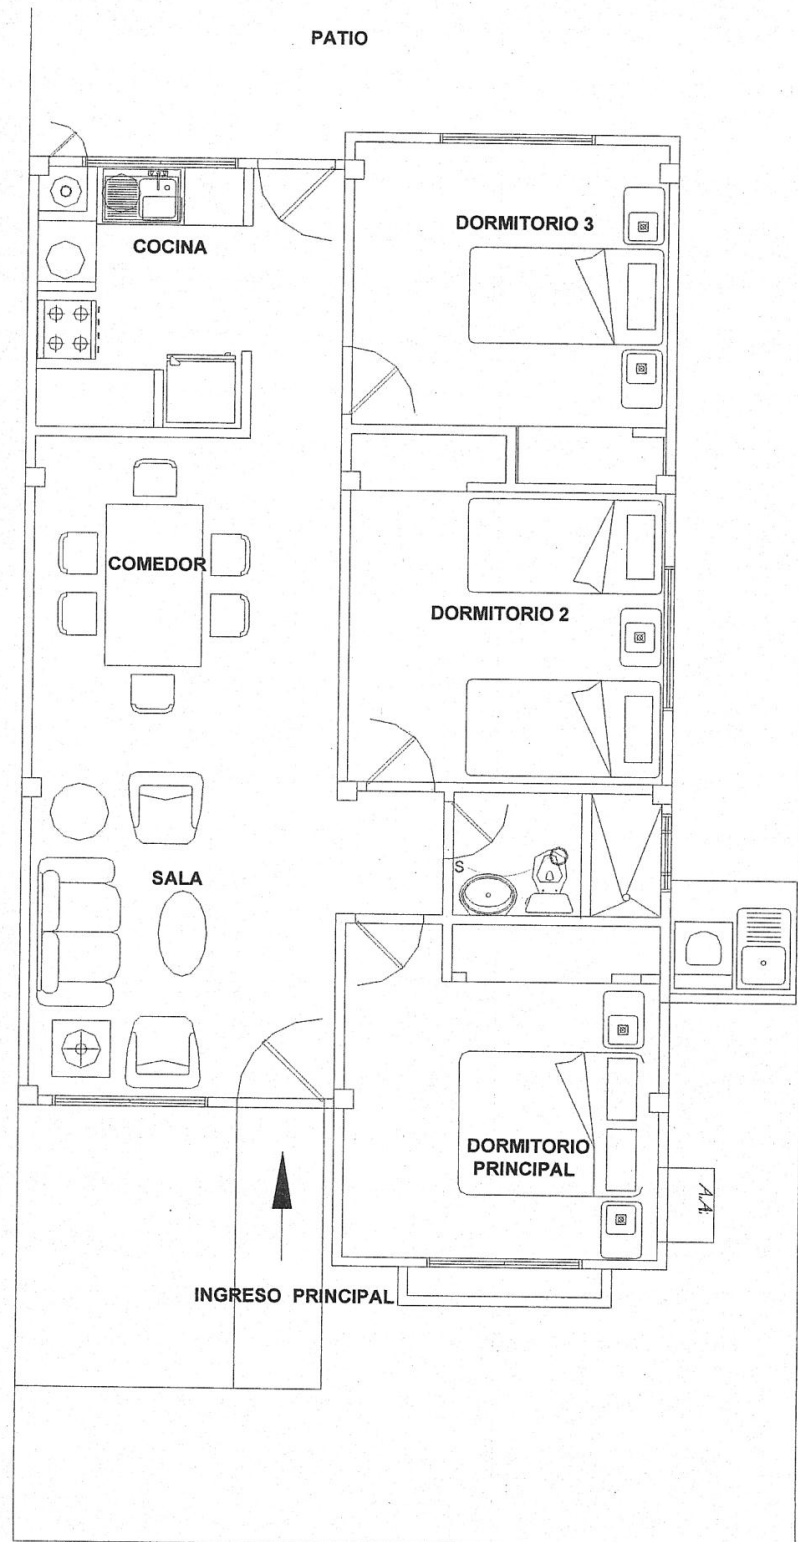 PATIO
COCINA
DORMITORIO 3
COMEDOR
DORMITORIO 2
S
SALA
DORMITORIO
PRINCIPAL
A.A.
INGRESO PRINCIPAL